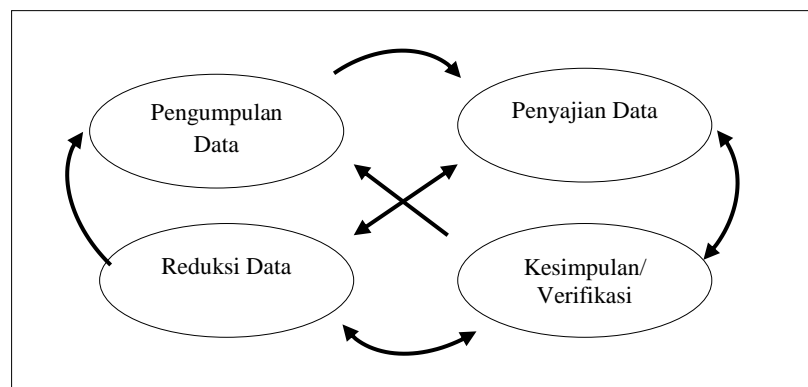 Pengumpulan
Data
Penyajian Data
Reduksi Data
Kesimpulan/
Verifikasi